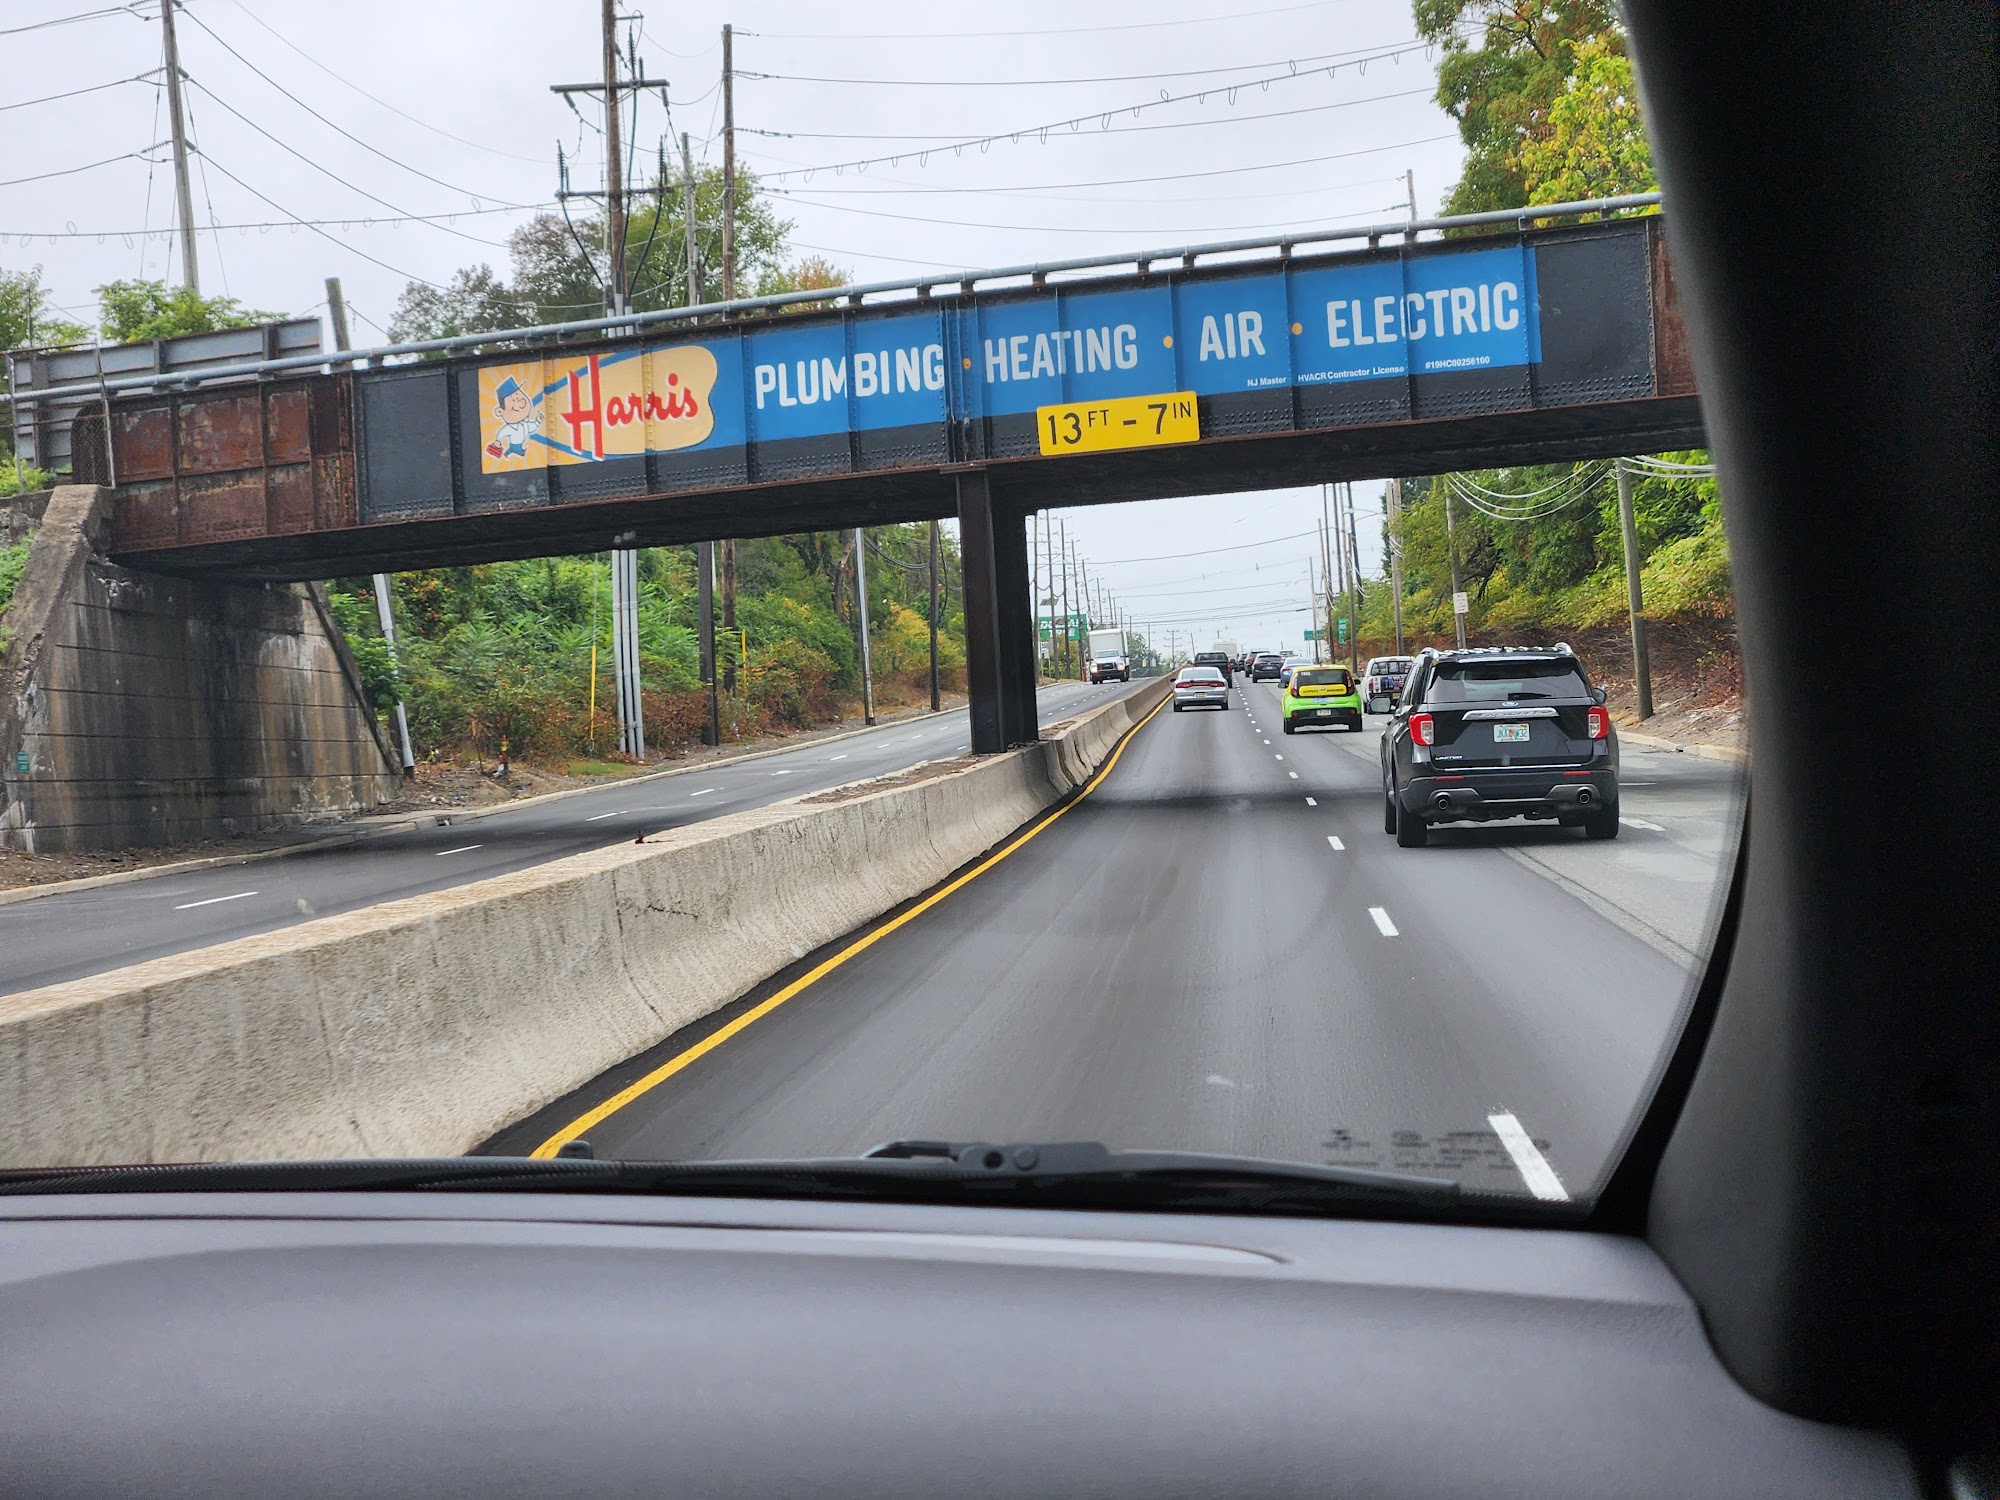 Harris PLUMBING • HEATING • AIR • ELECTRIC
NJ Master HVACR Contractor License #19HC00256100
13 FT - 7 IN